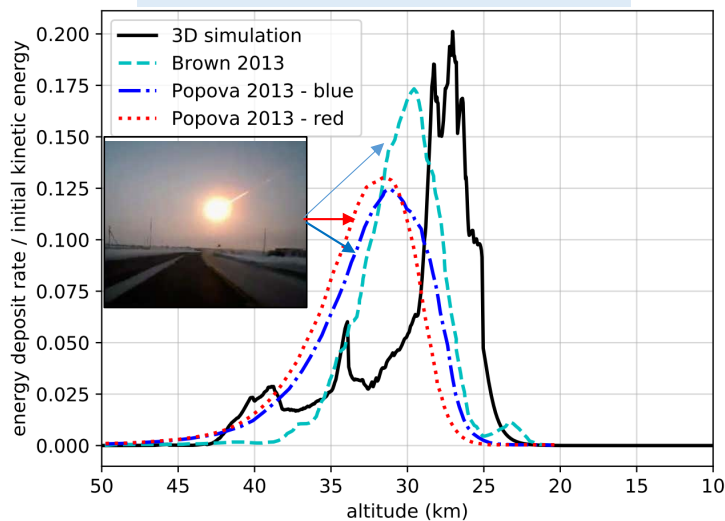 3D simulation
Brown 2013
Popova 2013 - blue
Popova 2013 - red
energy deposit rate / initial kinetic energy
0.200
0.175
0.150
0.125
0.100
0.075
0.050
0.025
0.000
50 45 40 35 30 25 20 15 10
altitude (km)